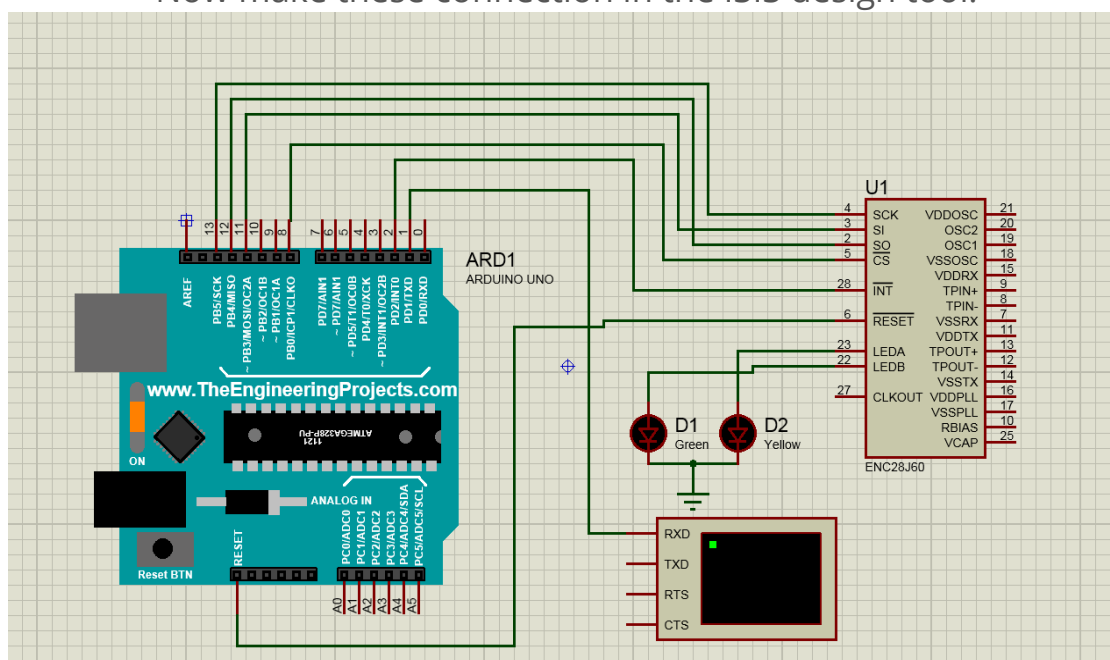 Now make these connection in the ISIS design tool.
U1
ARD1
ARDUINO UNO
AREF
13
12
11
10
9
8
7
6
5
4
3
2
1
0
PB5/SCK
PB4/MISO
~ PB3/MOSI/OC2A
~ PB2/OC1B
~ PB1/OC1A
PB0/ICP1/CLKO
PD7/AIN1
~ PD7/AIN1
~ PD5/T1/OC0B
PD4/T0/XCK
~ PD3/INT1/OC2B
PD2/INT0
PD1/TXD
PD0/RXD
www.TheEngineeringProjects.com
1121
ATMEGA328P-PU
ON
ANALOG IN
Reset BTN
RESET
PC0/ADC0
PC1/ADC1
PC2/ADC2
PC3/ADC3
PC4/ADC4/SDA
PC5/ADC5/SCL
A0
A1
A2
A3
A4
A5
4 SCK VDDOSC 21
3 SI OSC2 20
2 SO OSC1 19
5 CS VSSOSC 18
VDDRX 15
28 INT TPIN+ 9
TPIN- 8
6 RESET VSSRX 7
VDDTX 11
23 LEDA TPOUT+ 13
22 LEDB TPOUT- 12
VSSTX 14
27 CLKOUT VDDPLL 16
VSSPLL 17
RBIAS 10
VCAP 25
ENC28J60
D1
Green
D2
Yellow
RXD
TXD
RTS
CTS